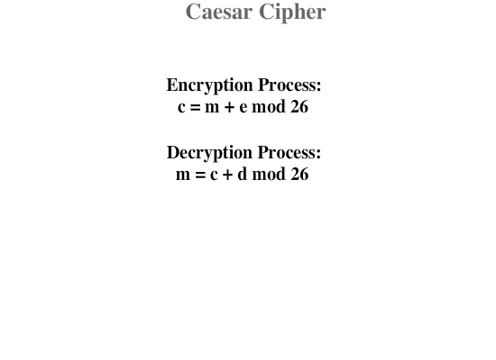 Caesar Cipher
Encryption Process:
c = m + e mod 26
Decryption Process:
m = c + d mod 26